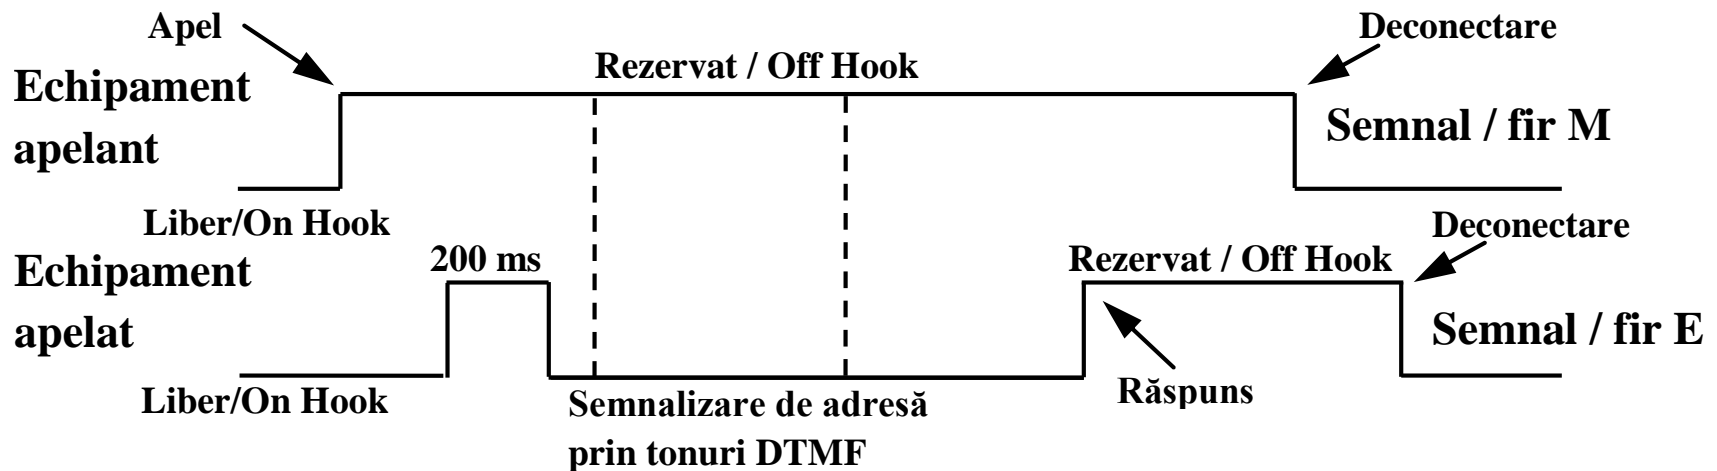 Apel
Deconectare
Rezervat / Off Hook
Echipament
apelant
Semnal / fir M
Liber/On Hook
Deconectare
200 ms
Rezervat / Off Hook
Echipament
apelat
Semnal / fir E
Liber/On Hook
Răspuns
Semnalizare de adresă
prin tonuri DTMF